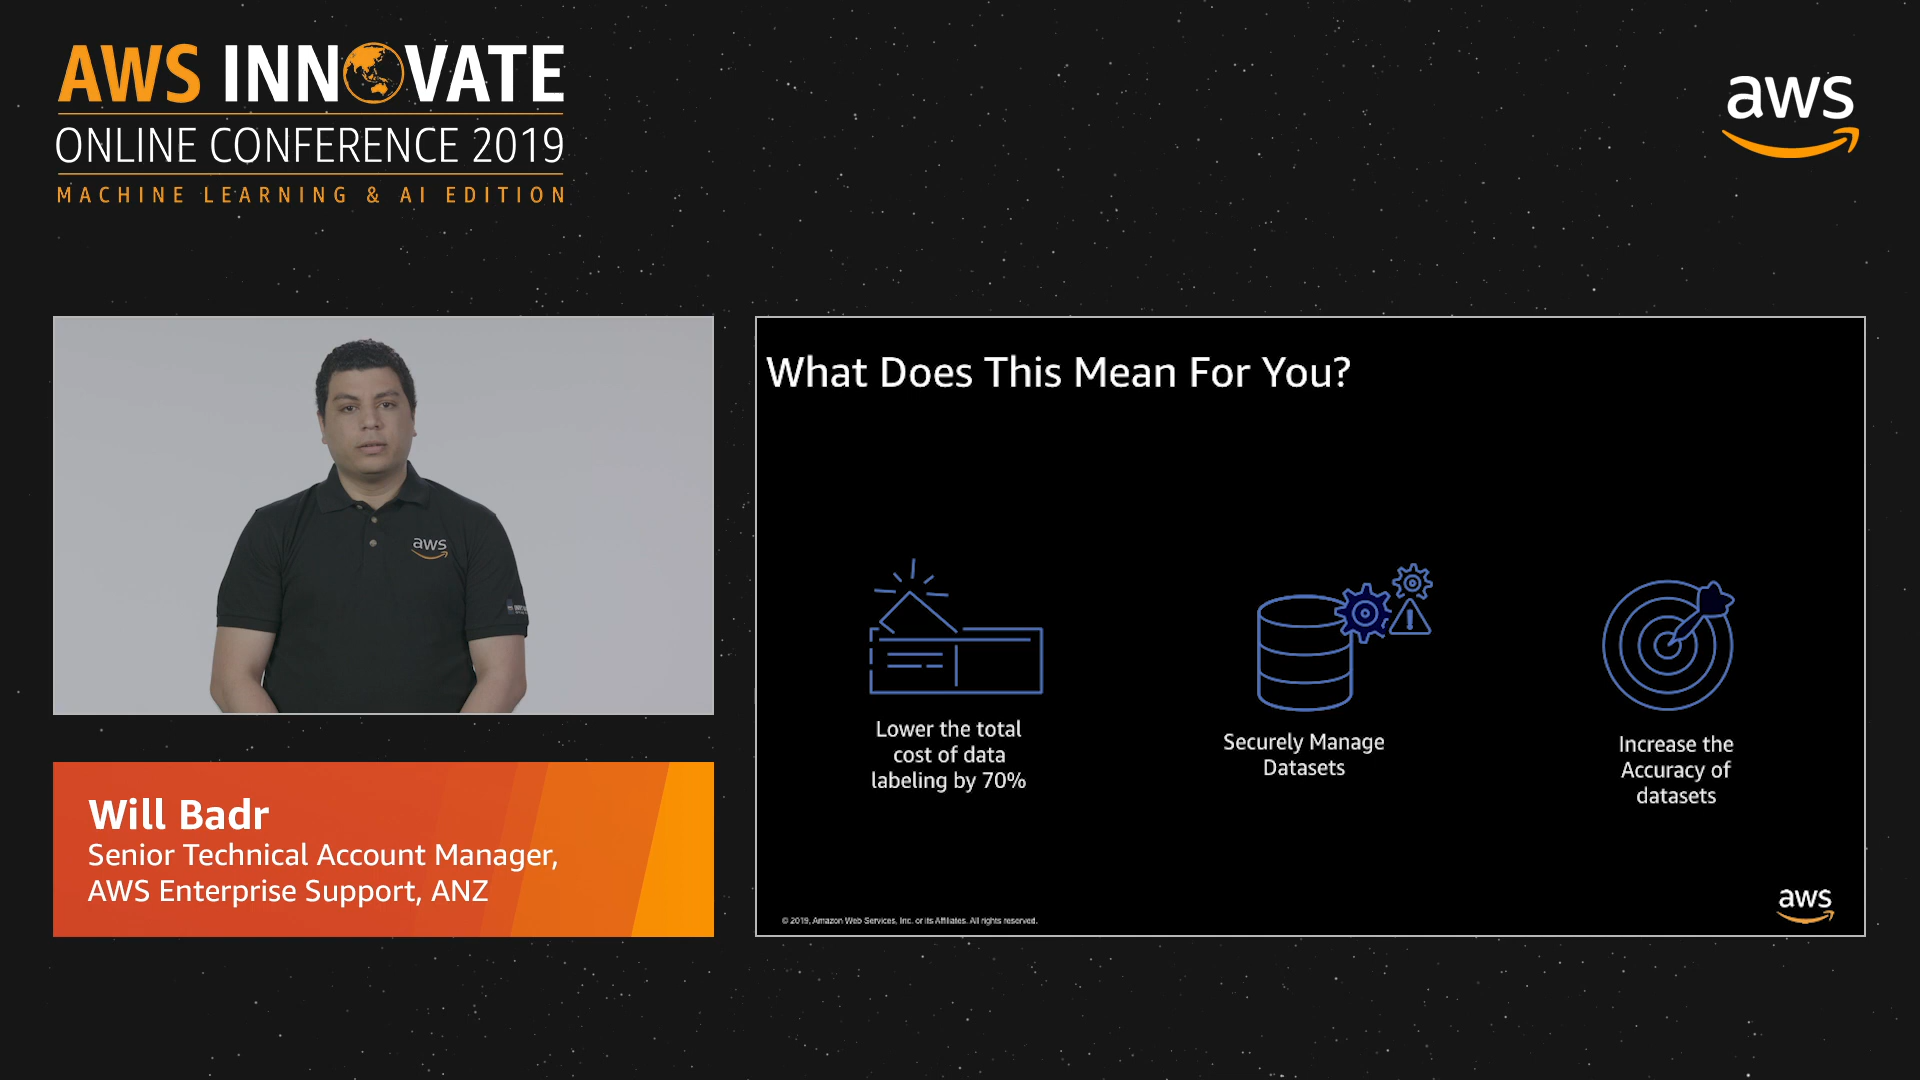 AWS INNOVATE
ONLINE CONFERENCE 2019
MACHINE LEARNING & AI EDITION
aws
aws
Will Badr
Senior Technical Account Manager,
AWS Enterprise Support, ANZ
What Does This Mean For You?
Lower the total
cost of data
labeling by 70%
Securely Manage
Datasets
Increase the
Accuracy of
datasets
© 2019, Amazon Web Services, Inc. or its Affiliates. All rights reserved.
aws